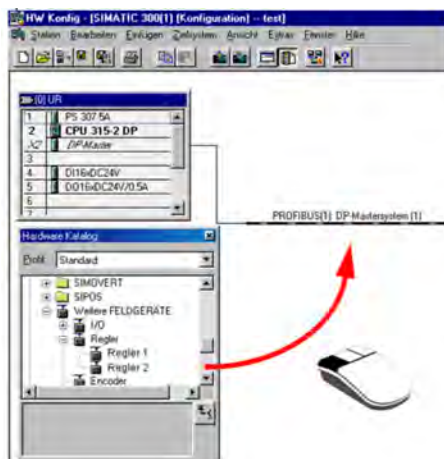 HW Konfig - [SIMATIC 300(1) (Konfiguration) -- test]
Station Bearbeiten Einfügen Zielsystem Ansicht Extras Fenster Hilfe
(0) UR
1 PS 307 5A
2 CPU 315-2 DP
X2 DP-Master
3
4 DI16xDC24V
5 DO16xDC24V/0.5A
6
7
PROFIBUS(1) DP-Mastersystem (1)
Hardware Katalog
Profil Standard
SIMOVERT
SIPOS
Weitere FELDGERÄTE
I/O
Regler
Regler 1
Regler 2
Encoder